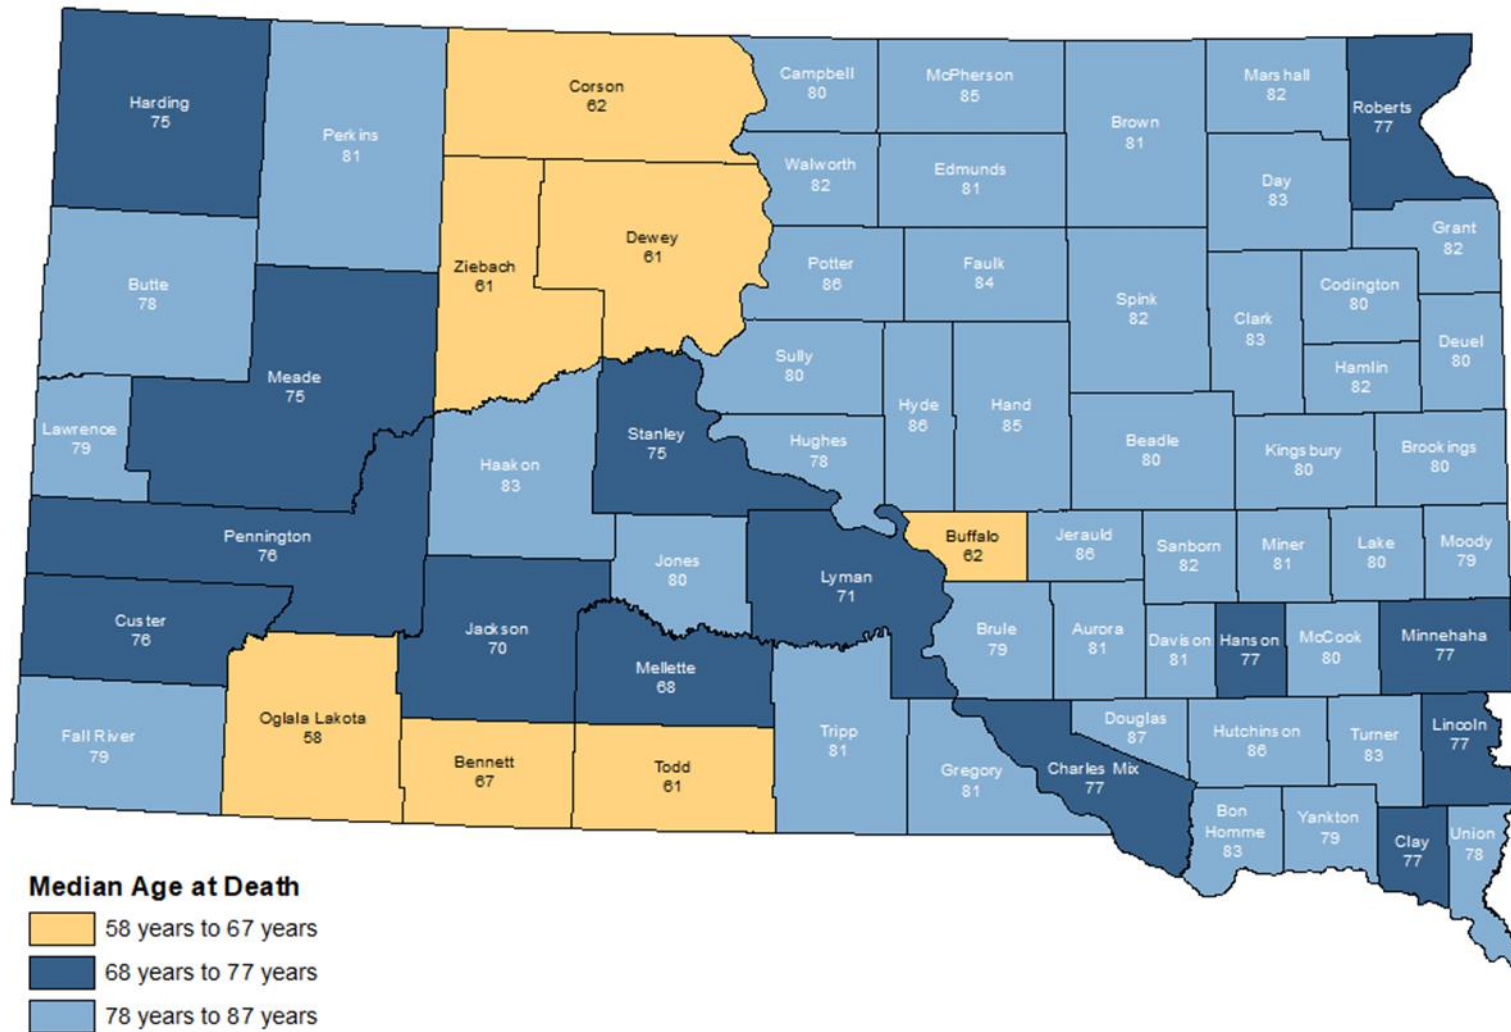 Harding
75
Perkins
81
Corson
62
Campbell
80
McPherson
85
Brown
81
Marshall
82
Roberts
77
Walworth
82
Edmunds
81
Day
83
Grant
82
Butte
78
Ziebach
61
Dewey
61
Potter
86
Faulk
84
Spink
82
Clark
83
Codington
80
Deuel
80
Hamlin
82
Meade
75
Sully
80
Hyde
86
Hand
85
Lawrence
79
Haakon
83
Stanley
75
Hughes
78
Beadle
80
Kingsbury
80
Brookings
80
Pennington
76
Jones
80
Lyman
71
Buffalo
62
Jerauld
86
Sanborn
82
Miner
81
Lake
80
Moody
79
Custer
76
Jackson
70
Mellette
68
Brule
79
Aurora
81
Davison
81
Hanson
77
McCook
80
Minnehaha
77
Fall River
79
Oglala Lakota
58
Bennett
67
Todd
61
Tripp
81
Gregory
81
Charles Mix
77
Douglas
87
Hutchinson
86
Turner
83
Lincoln
77
Bon
Homme
83
Yankton
79
Clay
77
Union
78
Median Age at Death
58 years to 67 years
68 years to 77 years
78 years to 87 years